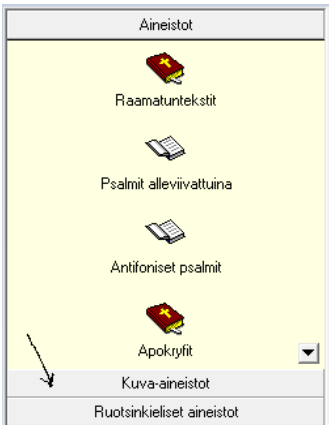 Aineistot
Raamatuntekstit
Psalmit alleviivattuina
Antifoniset psalmit
Apokryfit
Kuva-aineistot
Ruotsinkieliset aineistot